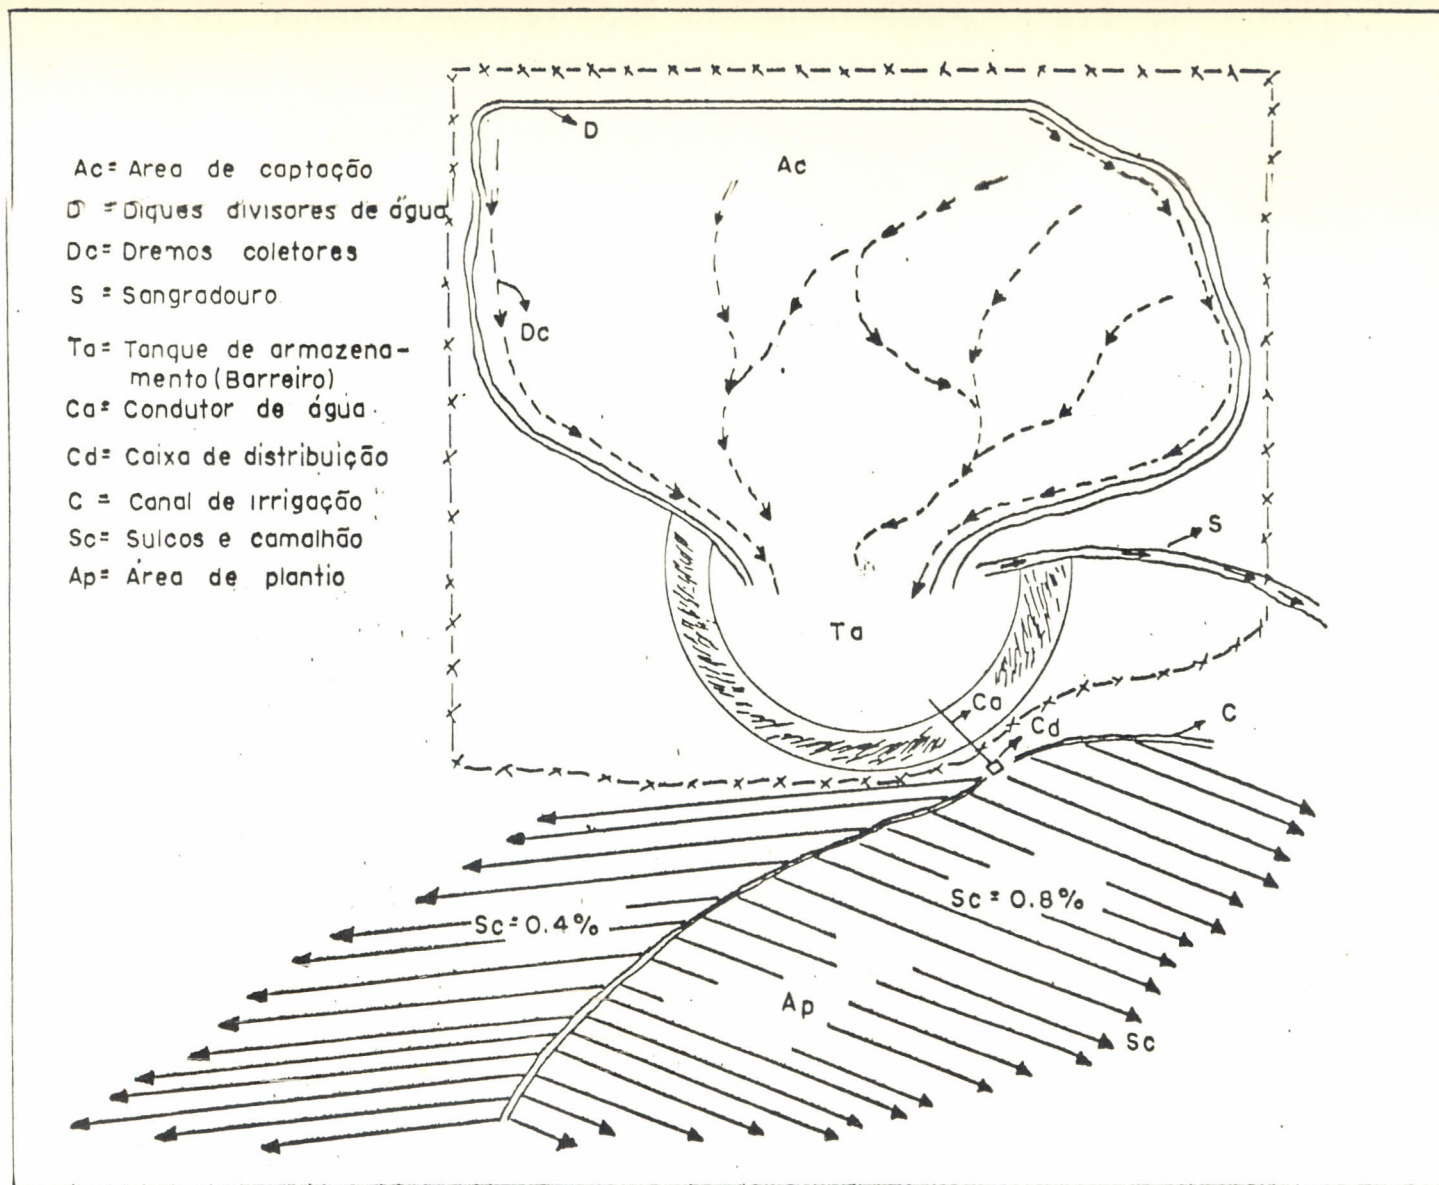 Ac= Area de captação
D = Diques divisores de água
Dc= Dremos coletores
S = Sangradouro
Ta= Tanque de armazena-
mento (Barreiro)
Ca= Condutor de água
Cd= Caixa de distribuição
C = Canal de irrigação
Sc= Sulcos e camalhão
Ap= Área de plantio
D
Ac
Dc
S
Ta
Ca
Cd
C
Sc=0.4%
Sc=0.8%
Ap
Sc